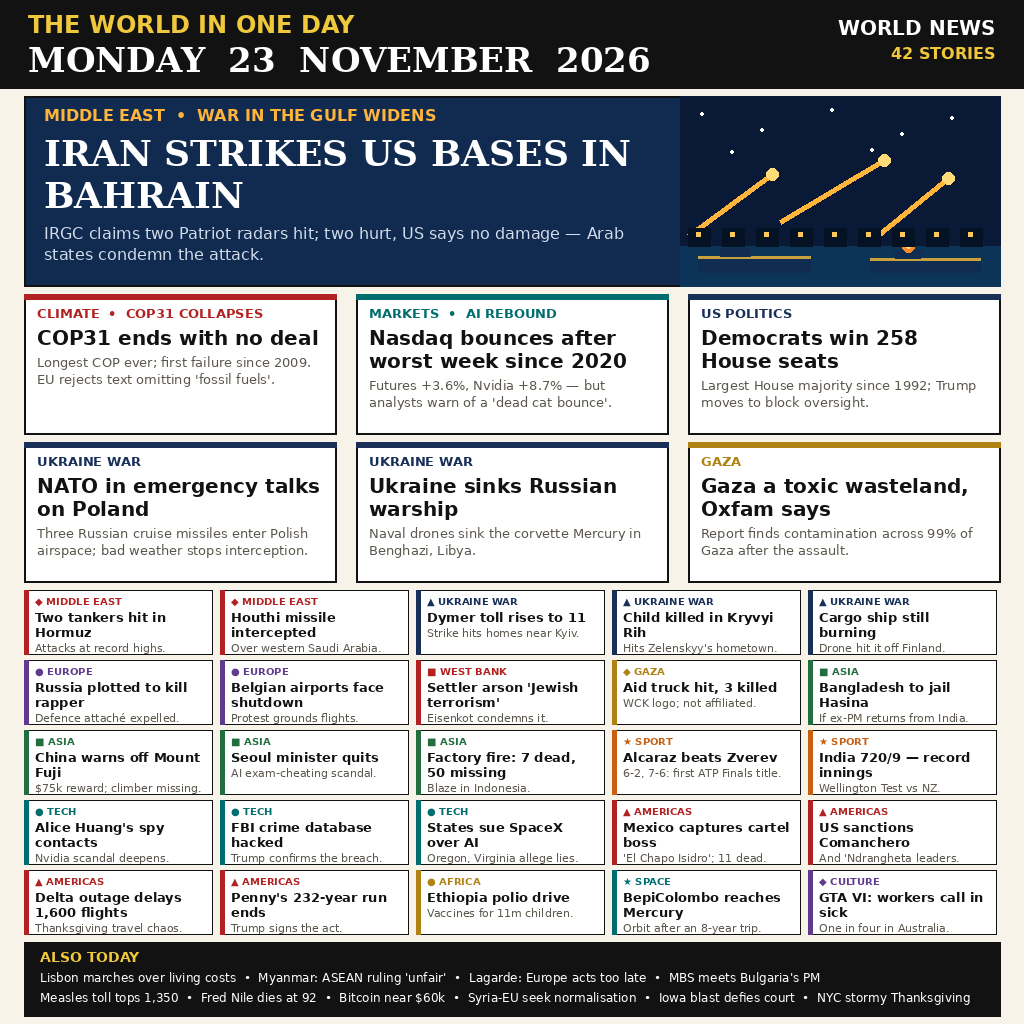 THE WORLD IN ONE DAY
MONDAY 23 NOVEMBER 2026
WORLD NEWS
42 STORIES
MIDDLE EAST • WAR IN THE GULF WIDENS
IRAN STRIKES US BASES IN
BAHRAIN
IRGC claims two Patriot radars hit; two hurt, US says no damage — Arab
states condemn the attack.
CLIMATE • COP31 COLLAPSES
COP31 ends with no deal
Longest COP ever; first failure since 2009.
EU rejects text omitting 'fossil fuels'.
MARKETS • AI REBOUND
Nasdaq bounces after
worst week since 2020
Futures +3.6%, Nvidia +8.7% — but
analysts warn of a 'dead cat bounce'.
US POLITICS
Democrats win 258
House seats
Largest House majority since 1992; Trump
moves to block oversight.
UKRAINE WAR
NATO in emergency talks
on Poland
Three Russian cruise missiles enter Polish
airspace; bad weather stops interception.
UKRAINE WAR
Ukraine sinks Russian
warship
Naval drones sink the corvette Mercury in
Benghazi, Libya.
GAZA
Gaza a toxic wasteland,
Oxfam says
Report finds contamination across 99% of
Gaza after the assault.
◆ MIDDLE EAST
Two tankers hit in
Hormuz
Attacks at record highs.
◆ MIDDLE EAST
Houthi missile
intercepted
Over western Saudi Arabia.
▲ UKRAINE WAR
Dymer toll rises to 11
Strike hits homes near Kyiv.
▲ UKRAINE WAR
Child killed in Kryvyi
Rih
Hits Zelenskyy's hometown.
▲ UKRAINE WAR
Cargo ship still
burning
Drone hit it off Finland.
● EUROPE
Russia plotted to kill
rapper
Defence attaché expelled.
● EUROPE
Belgian airports face
shutdown
Protest grounds flights.
■ WEST BANK
Settler arson 'Jewish
terrorism'
Eisenkot condemns it.
◆ GAZA
Aid truck hit, 3 killed
WCK logo; not affiliated.
■ ASIA
Bangladesh to jail
Hasina
If ex-PM returns from India.
■ ASIA
China warns off Mount
Fuji
$75k reward; climber missing.
■ ASIA
Seoul minister quits
AI exam-cheating scandal.
■ ASIA
Factory fire: 7 dead,
50 missing
Blaze in Indonesia.
★ SPORT
Alcaraz beats Zverev
6-2, 7-6: first ATP Finals title.
★ SPORT
India 720/9 — record
innings
Wellington Test vs NZ.
● TECH
Alice Huang's spy
contacts
Nvidia scandal deepens.
● TECH
FBI crime database
hacked
Trump confirms the breach.
● TECH
States sue SpaceX
over AI
Oregon, Virginia allege lies.
▲ AMERICAS
Mexico captures cartel
boss
'El Chapo Isidro'; 11 dead.
▲ AMERICAS
US sanctions
Comanchero
And 'Ndrangheta leaders.
▲ AMERICAS
Delta outage delays
1,600 flights
Thanksgiving travel chaos.
▲ AMERICAS
Penny's 232-year run
ends
Trump signs the act.
● AFRICA
Ethiopia polio drive
Vaccines for 11m children.
★ SPACE
BepiColombo reaches
Mercury
Orbit after an 8-year trip.
◆ CULTURE
GTA VI: workers call in
sick
One in four in Australia.
ALSO TODAY
Lisbon marches over living costs • Myanmar: ASEAN ruling 'unfair' • Lagarde: Europe acts too late • MBS meets Bulgaria's PM
Measles toll tops 1,350 • Fred Nile dies at 92 • Bitcoin near $60k • Syria-EU seek normalisation • Iowa blast defies court • NYC stormy Thanksgiving